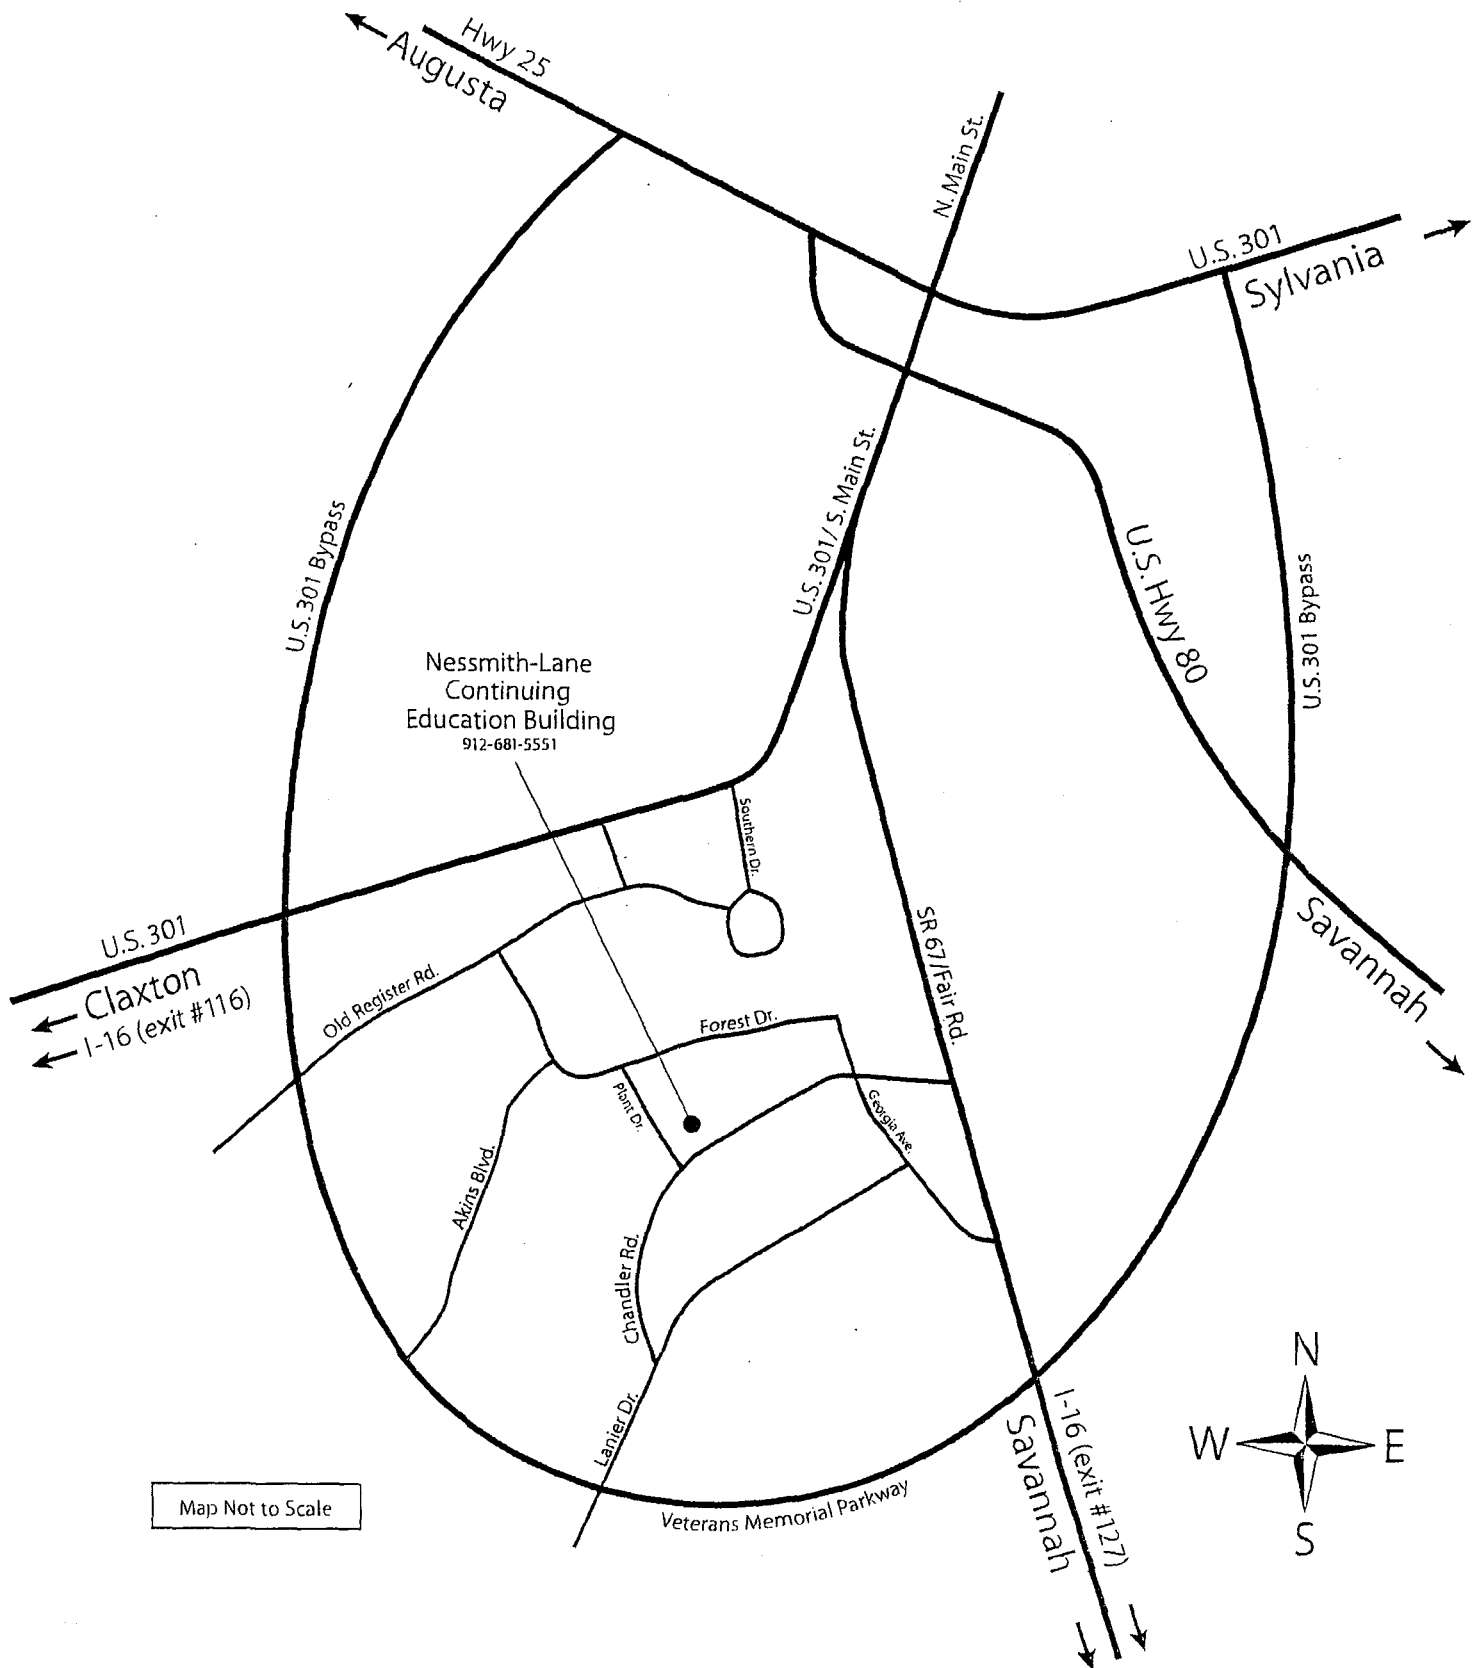 Hwy 25
Augusta
N. Main St.
U.S. 301
Sylvania
U.S. 301/ S. Main St.
U.S. 301 Bypass
U.S. Hwy 80
U.S. 301 Bypass
Nessmith-Lane
Continuing
Education Building
912-681-5551
Southern Dr.
U.S. 301
Claxton
I-16 (exit #116)
Old Register Rd.
SR 67/Fair Rd.
Savannah
Forest Dr.
Plant Dr.
Georgia Ave.
Akins Blvd.
Chandler Rd.
Lanier Dr.
Veterans Memorial Parkway
I-16 (exit #127)
Savannah
N
W
E
S
Map Not to Scale